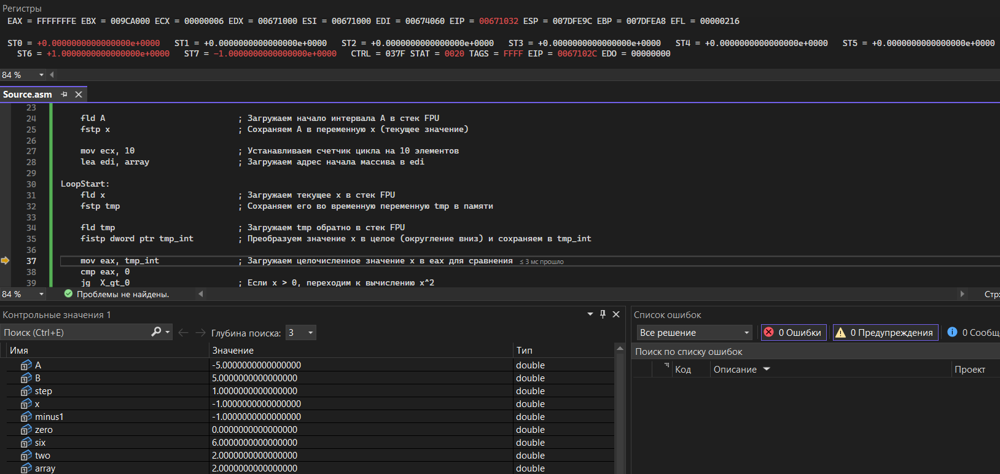 Регистры
EAX = FFFFFFFE EBX = 009CA000 ECX = 00000006 EDX = 00671000 ESI = 00671000 EDI = 00674060 EIP = 00671032 ESP = 007DFE9C EBP = 007DFEA8 EFL = 00000216
ST0 = +0.0000000000000000e+0000 ST1 = +0.0000000000000000e+0000 ST2 = +0.0000000000000000e+0000 ST3 = +0.0000000000000000e+0000 ST4 = +0.0000000000000000e+0000 ST5 = +0.0000000000000000e+0000
ST6 = +1.0000000000000000e+0000 ST7 = -1.0000000000000000e+0000 CTRL = 037F STAT = 0020 TAGS = FFFF EIP = 0067102C EDO = 00000000
84 %
Source.asm
23
24 fld A ; Загружаем начало интервала A в стек FPU
25 fstp x ; Сохраняем A в переменную x (текущее значение)
26
27 mov ecx, 10 ; Устанавливаем счетчик цикла на 10 элементов
28 lea edi, array ; Загружаем адрес начала массива в edi
29
30 LoopStart:
31 fld x ; Загружаем текущее x в стек FPU
32 fstp tmp ; Сохраняем его во временную переменную tmp в памяти
33
34 fld tmp ; Загружаем tmp обратно в стек FPU
35 fistp dword ptr tmp_int ; Преобразуем значение x в целое (округление вниз) и сохраняем в tmp_int
36
37 mov eax, tmp_int ; Загружаем целочисленное значение x в eax для сравнения ≤ 3 мс прошло
38 cmp eax, 0
39 jg X_gt_0 ; Если x > 0, переходим к вычислению x^2
84 % Проблемы не найдены. Стр:
Контрольные значения 1
Поиск (Ctrl+E) Глубина поиска: 3
Имя Значение Тип
A -5.0000000000000000 double
B 5.0000000000000000 double
step 1.0000000000000000 double
x -1.0000000000000000 double
minus1 -1.0000000000000000 double
zero 0.0000000000000000 double
six 6.0000000000000000 double
two 2.0000000000000000 double
array 2.0000000000000000 double
Список ошибок
Все решение 0 Ошибки 0 Предупреждения 0 Сообщ
Поиск по списку ошибок
Код Описание Проект